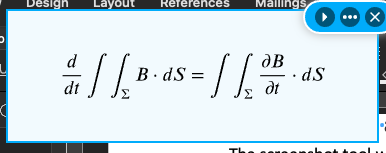 Design Layout References Mailings
d/dt ∫∫_Σ B · dS = ∫∫_Σ ∂B/∂t · dS
The screenshot tool